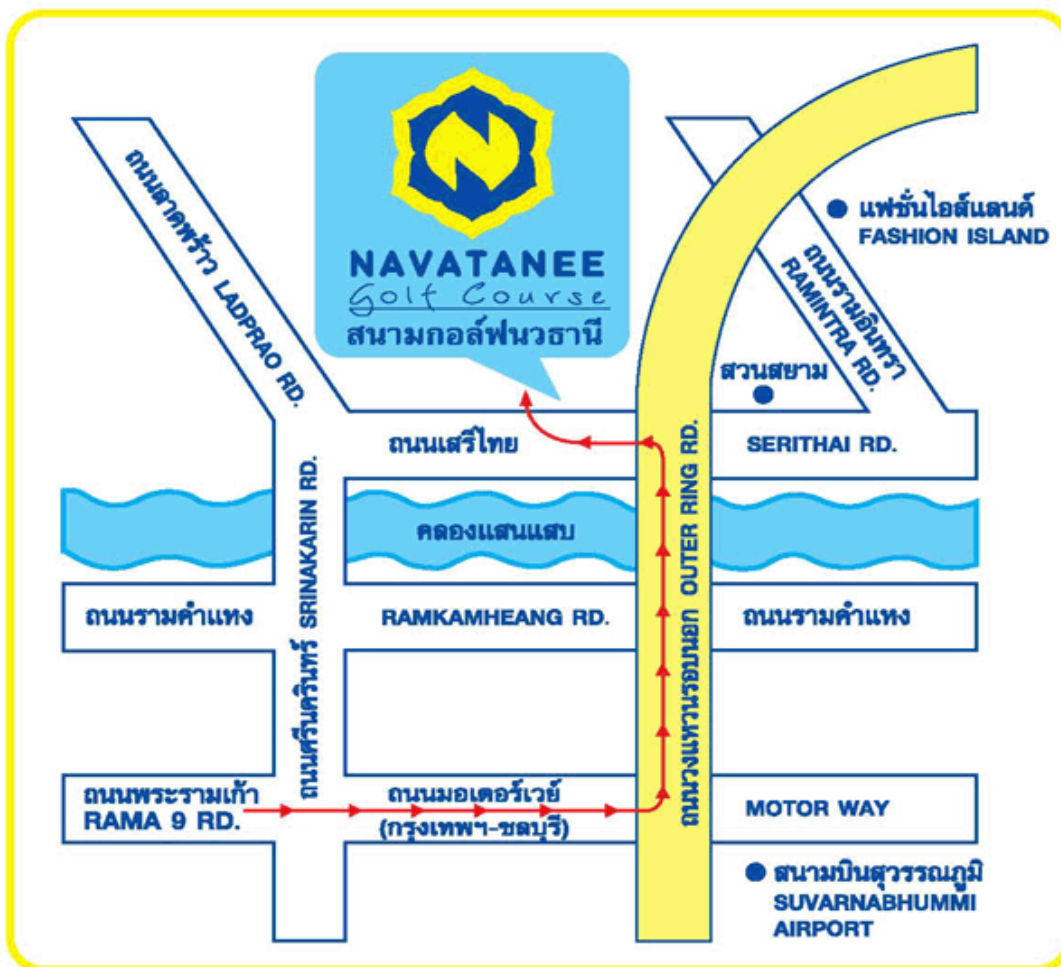 NAVATANEE
Golf Course
สนามกอล์ฟนวธานี
ถนนลาดพร้าว LADPRAO RD.
แฟชั่นไอส์แลนด์
FASHION ISLAND
ถนนรามอินทรา
RAMINTRA RD.
สวนสยาม
ถนนเสรีไทย
SERITHAI RD.
คลองแสนแสบ
ถนนศรีนครินทร์ SRINAKARIN RD.
ถนนวงแหวนรอบนอก OUTER RING RD.
ถนนรามคำแหง
RAMKAMHEANG RD.
ถนนรามคำแหง
ถนนพระรามเก้า
RAMA 9 RD.
ถนนมอเตอร์เวย์
(กรุงเทพฯ-ชลบุรี)
MOTOR WAY
สนามบินสุวรรณภูมิ
SUVARNABHUMMI
AIRPORT